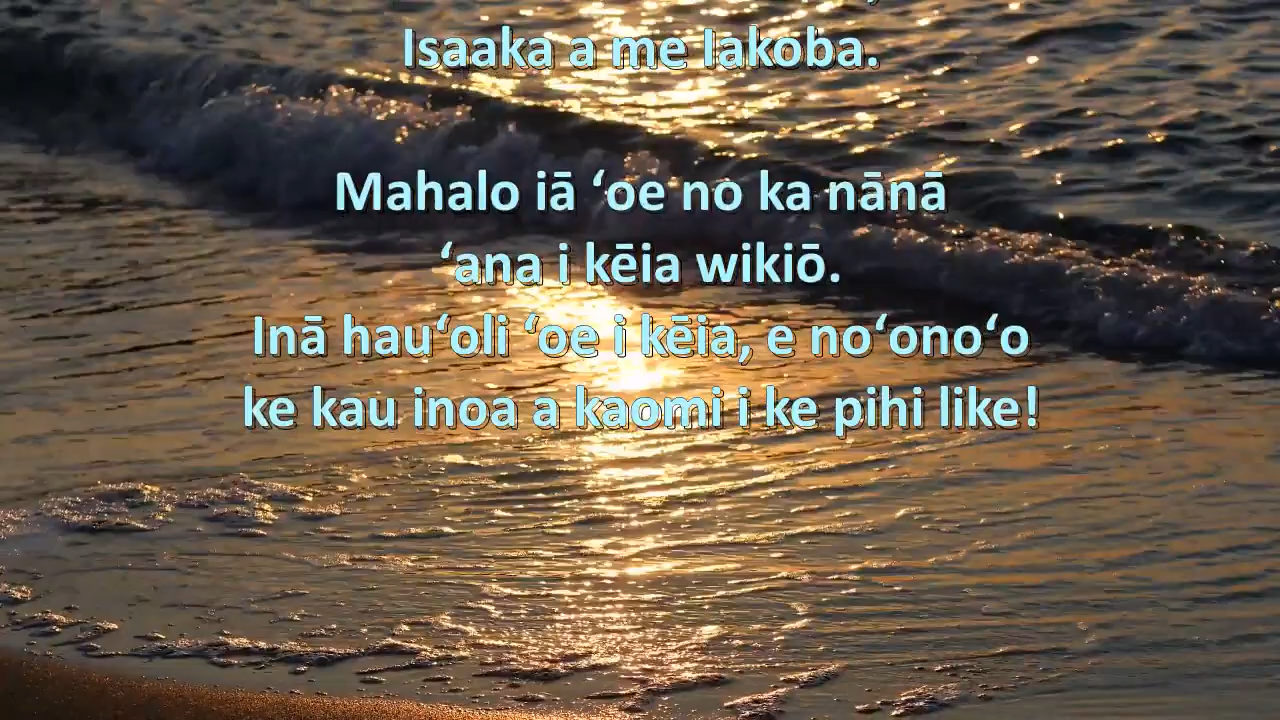 Isaaka a me Iakoba.
Mahalo iā ʻoe no ka nānā
ʻana i kēia wikiō.
Inā hauʻoli ʻoe i kēia, e noʻonoʻo
ke kau inoa a kaomi i ke pihi like!